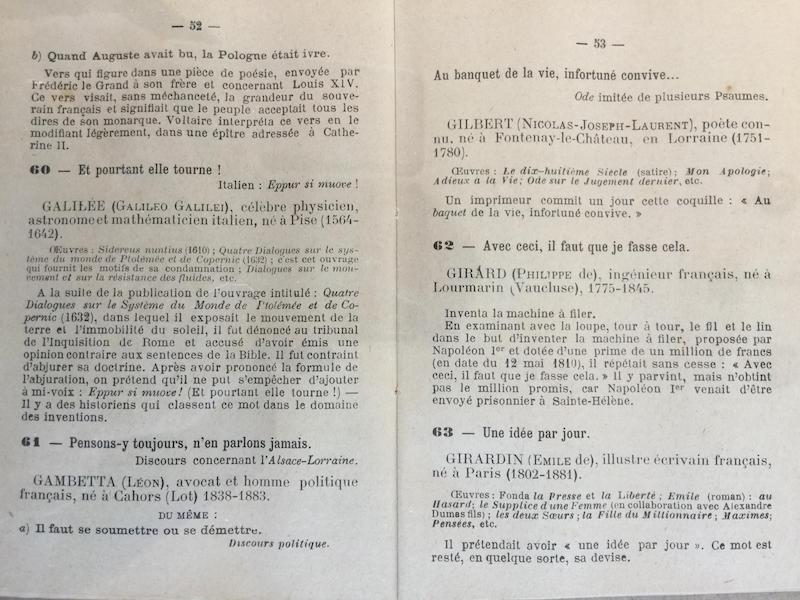 — 52 —
b) Quand Auguste avait bu, la Pologne était ivre.
Vers qui figure dans une pièce de poésie, envoyée par
Frédéric le Grand à son frère et concernant Louis XIV.
Ce vers visait, sans méchanceté, la grandeur du souve-
rain français et signifiait que le peuple acceptait tous les
dires de son monarque. Voltaire interpréta ce vers en le
modifiant légèrement, dans une épître adressée à Cathe-
rine II.
60 — Et pourtant elle tourne !
Italien : Eppur si muove !
GALILÉE (Galileo Galilei), célèbre physicien,
astronome et mathématicien italien, né à Pise (1564-
1642).
Œuvres : Sidereus nuntius (1610) ; Quatre Dialogues sur le sys-
tème du monde de Ptolémée et de Copernic (1632) ; c'est cet ouvrage
qui fournit les motifs de sa condamnation ; Dialogues sur le mou-
vement et sur la résistance des fluides, etc.
A la suite de la publication de l'ouvrage intitulé : Quatre
Dialogues sur le Système du Monde de Ptolémée et de Co-
pernic (1632), dans lequel il exposait le mouvement de la
terre et l'immobilité du soleil, il fut dénoncé au tribunal
de l'Inquisition de Rome et accusé d'avoir émis une
opinion contraire aux sentences de la Bible. Il fut contraint
d'abjurer sa doctrine. Après avoir prononcé la formule de
l'abjuration, on prétend qu'il ne put s'empêcher d'ajouter
à mi-voix : Eppur si muove! (Et pourtant elle tourne !) —
Il y a des historiens qui classent ce mot dans le domaine
des inventions.
61 — Pensons-y toujours, n'en parlons jamais.
Discours concernant l'Alsace-Lorraine.
GAMBETTA (Léon), avocat et homme politique
français, né à Cahors (Lot) 1838-1883.
DU MÊME :
a) Il faut se soumettre ou se démettre.
Discours politique.
— 53 —
Au banquet de la vie, infortuné convive...
Ode imitée de plusieurs Psaumes.
GILBERT (Nicolas-Joseph-Laurent), poète con-
nu, né à Fontenay-le-Château, en Lorraine (1751-
1780).
Œuvres : Le dix-huitième Siècle (satire) ; Mon Apologie ;
Adieux a la Vie ; Ode sur le Jugement dernier, etc.
Un imprimeur commit un jour cette coquille : « Au
baquet de la vie, infortuné convive. »
62 — Avec ceci, il faut que je fasse cela.
GIRARD (Philippe de), ingénieur français, né à
Lourmarin (Vaucluse), 1775-1845.
Inventa la machine à filer.
En examinant avec la loupe, tour à tour, le fil et le lin
dans le but d'inventer la machine à filer, proposée par
Napoléon Ier et dotée d'une prime de un million de francs
(en date du 12 mai 1810), il répétait sans cesse : « Avec
ceci, il faut que je fasse cela. » Il y parvint, mais n'obtint
pas le million promis, car Napoléon Ier venait d'être
envoyé prisonnier à Sainte-Hélène.
63 — Une idée par jour.
GIRARDIN (Emile de), illustre écrivain français,
né à Paris (1802-1881).
Œuvres : Fonda la Presse et la Liberté ; Emile (roman) : au
Hasard ; le Supplice d'une Femme (en collaboration avec Alexandre
Dumas fils) ; les deux Sœurs ; la Fille du Millionnaire ; Maximes ;
Pensées, etc.
Il prétendait avoir « une idée par jour ». Ce mot est
resté, en quelque sorte, sa devise.